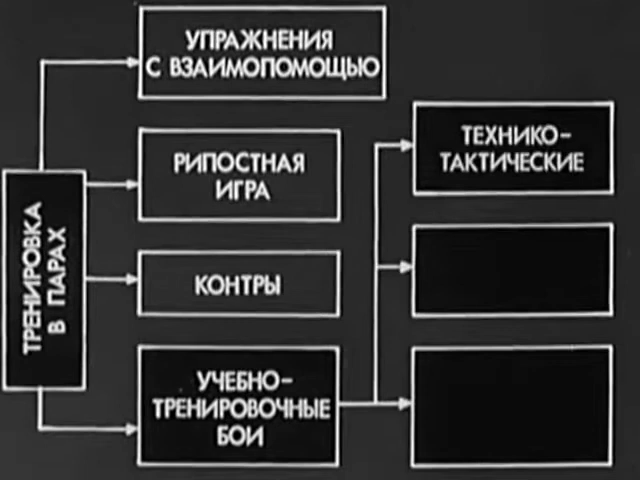 УПРАЖНЕНИЯ
С ВЗАИМОПОМОЩЬЮ
РИПОСТНАЯ
ИГРА
КОНТРЫ
УЧЕБНО-
ТРЕНИРОВОЧНЫЕ
БОИ
ТРЕНИРОВКА
В ПАРАХ
ТЕХНИКО-
ТАКТИЧЕСКИЕ